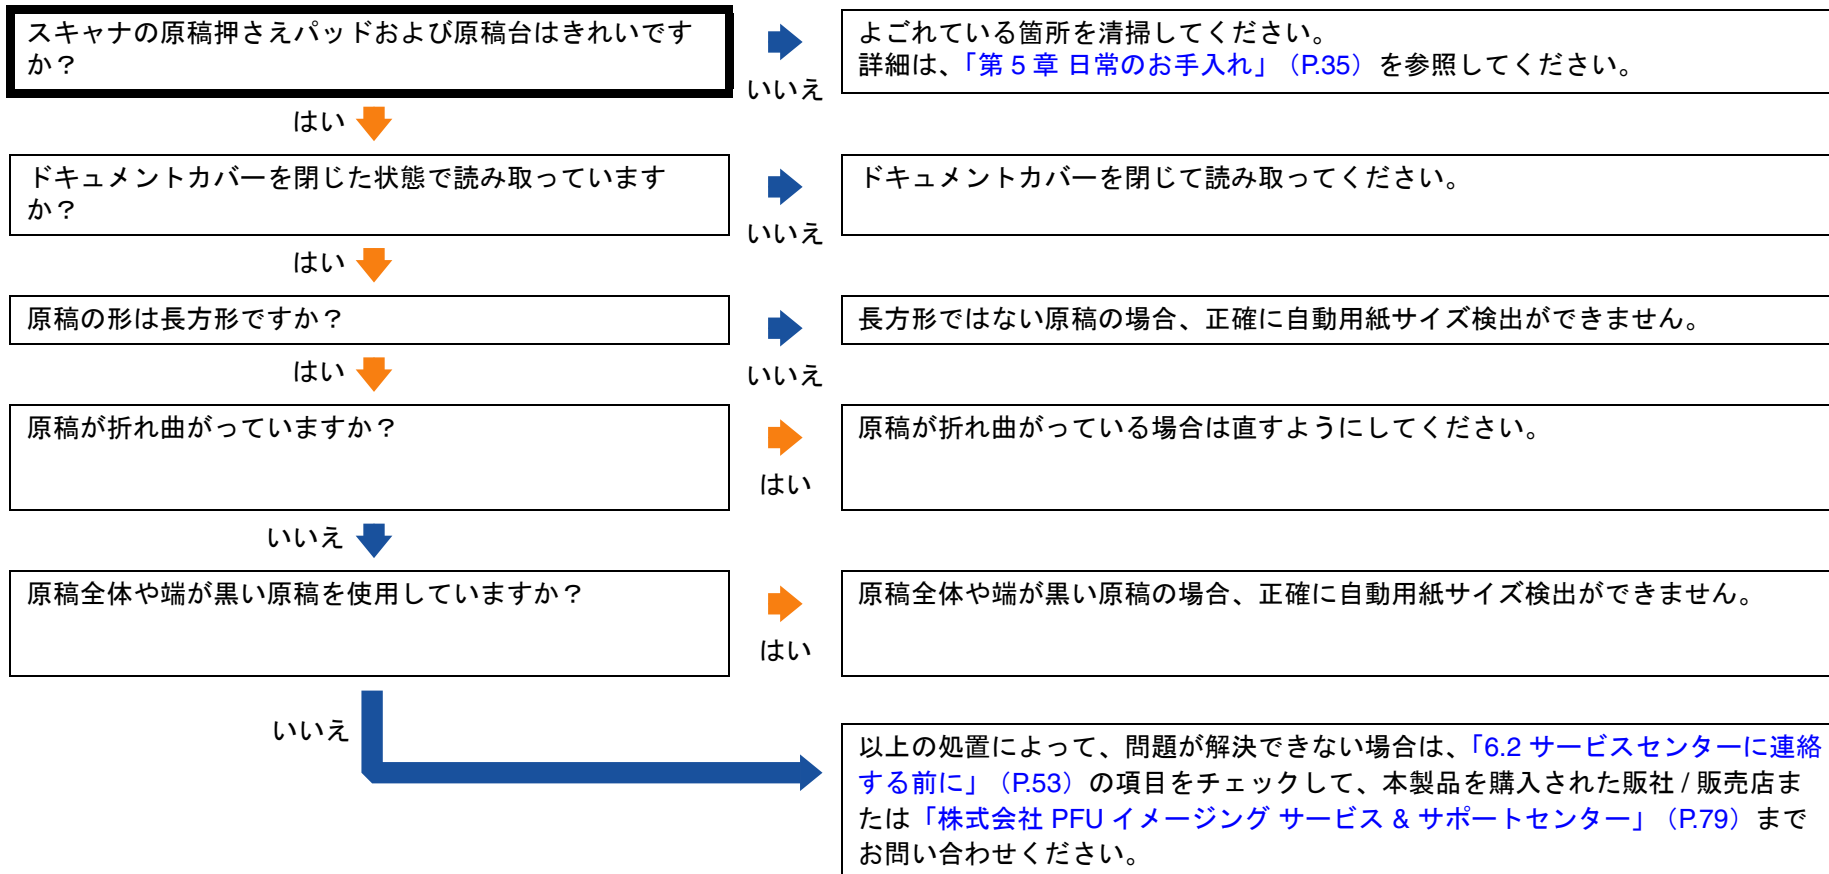 スキャナの原稿押さえパッドおよび原稿台はきれいです
か？
いいえ
よごれている箇所を清掃してください。
詳細は、「第 5 章 日常のお手入れ」（P.35）を参照してください。
はい
ドキュメントカバーを閉じた状態で読み取っています
か？
いいえ
ドキュメントカバーを閉じて読み取ってください。
はい
原稿の形は長方形ですか？
いいえ
長方形ではない原稿の場合、正確に自動用紙サイズ検出ができません。
はい
原稿が折れ曲がっていますか？
はい
原稿が折れ曲がっている場合は直すようにしてください。
いいえ
原稿全体や端が黒い原稿を使用していますか？
はい
原稿全体や端が黒い原稿の場合、正確に自動用紙サイズ検出ができません。
いいえ
以上の処置によって、問題が解決できない場合は、「6.2 サービスセンターに連絡
する前に」（P.53）の項目をチェックして、本製品を購入された販社 / 販売店ま
たは「株式会社 PFU イメージング サービス & サポートセンター」（P.79）まで
お問い合わせください。